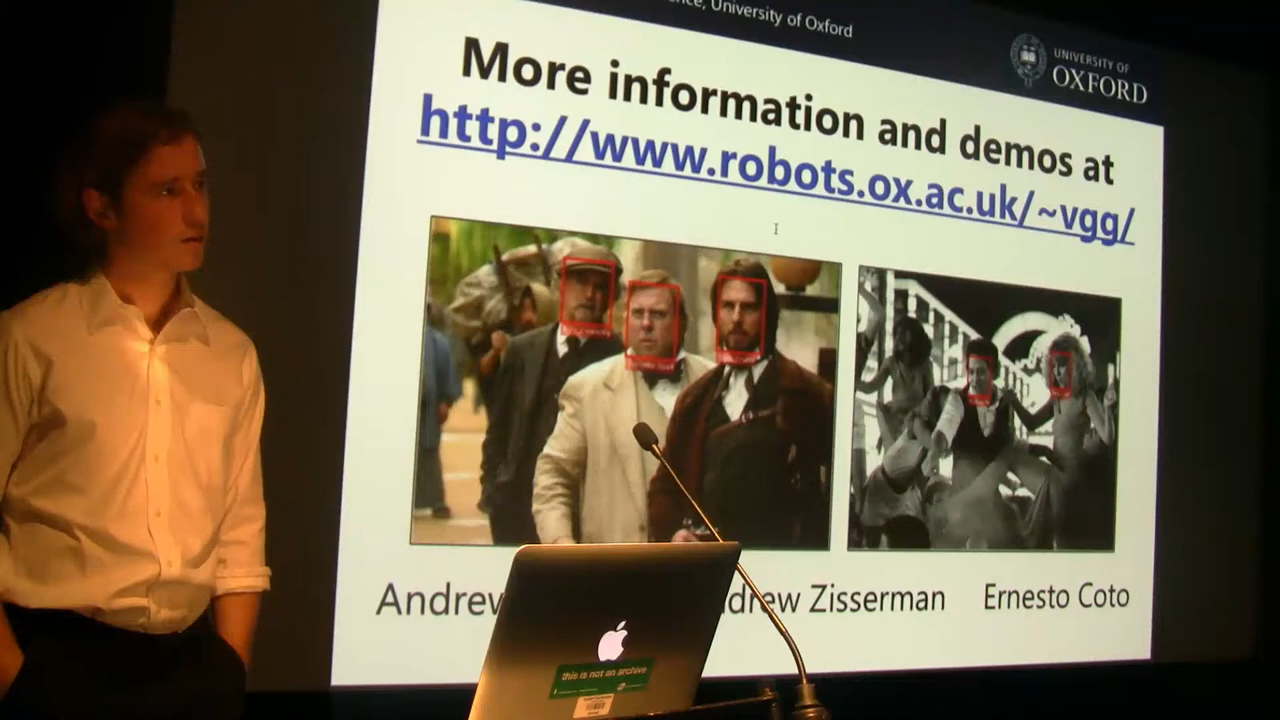 ence, University of Oxford
UNIVERSITY OF
OXFORD
More information and demos at
http://www.robots.ox.ac.uk/~vgg/
Andrew
drew Zisserman
Ernesto Coto
this is not an archive